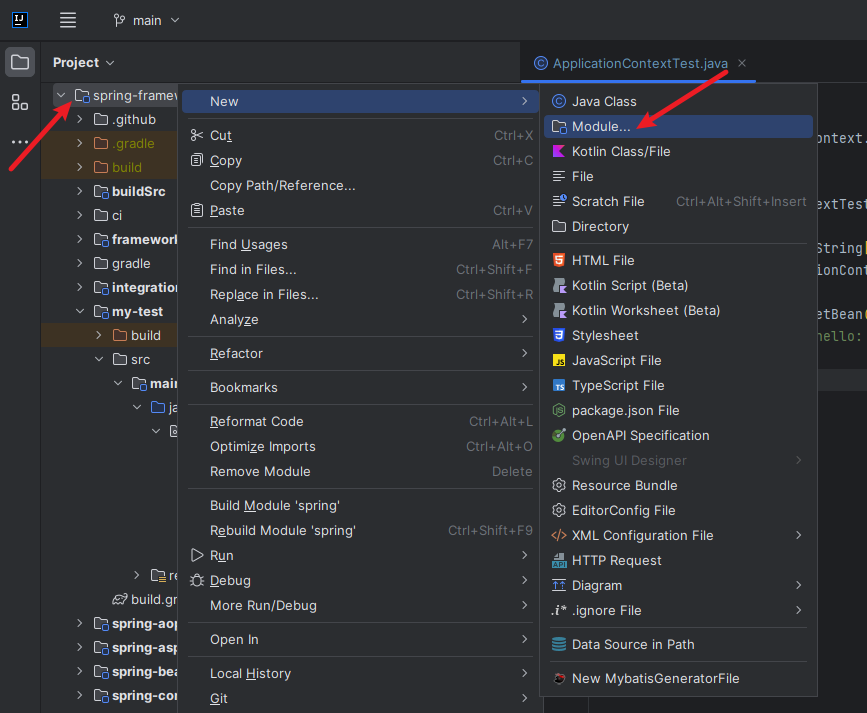 IJ
main
Project
ApplicationContextTest.java
spring-framew
.github
.gradle
build
buildSrc
ci
framework
gradle
integration
my-test
build
src
main
ja
re
build.gr
spring-aop
spring-asp
spring-bea
spring-cor
New
Cut Ctrl+X
Copy Ctrl+C
Copy Path/Reference...
Paste Ctrl+V
Find Usages Alt+F7
Find in Files... Ctrl+Shift+F
Replace in Files... Ctrl+Shift+R
Analyze
Refactor
Bookmarks
Reformat Code Ctrl+Alt+L
Optimize Imports Ctrl+Alt+O
Remove Module Delete
Build Module 'spring'
Rebuild Module 'spring' Ctrl+Shift+F9
Run
Debug
More Run/Debug
Open In
Local History
Git
Java Class
Module...
Kotlin Class/File
File
Scratch File Ctrl+Alt+Shift+Insert
Directory
HTML File
Kotlin Script (Beta)
Kotlin Worksheet (Beta)
Stylesheet
JavaScript File
TypeScript File
package.json File
OpenAPI Specification
Swing UI Designer
Resource Bundle
EditorConfig File
XML Configuration File
HTTP Request
Diagram
.ignore File
Data Source in Path
New MybatisGeneratorFile
ontext.
extTest
String[
ionCont
etBean(
hello: